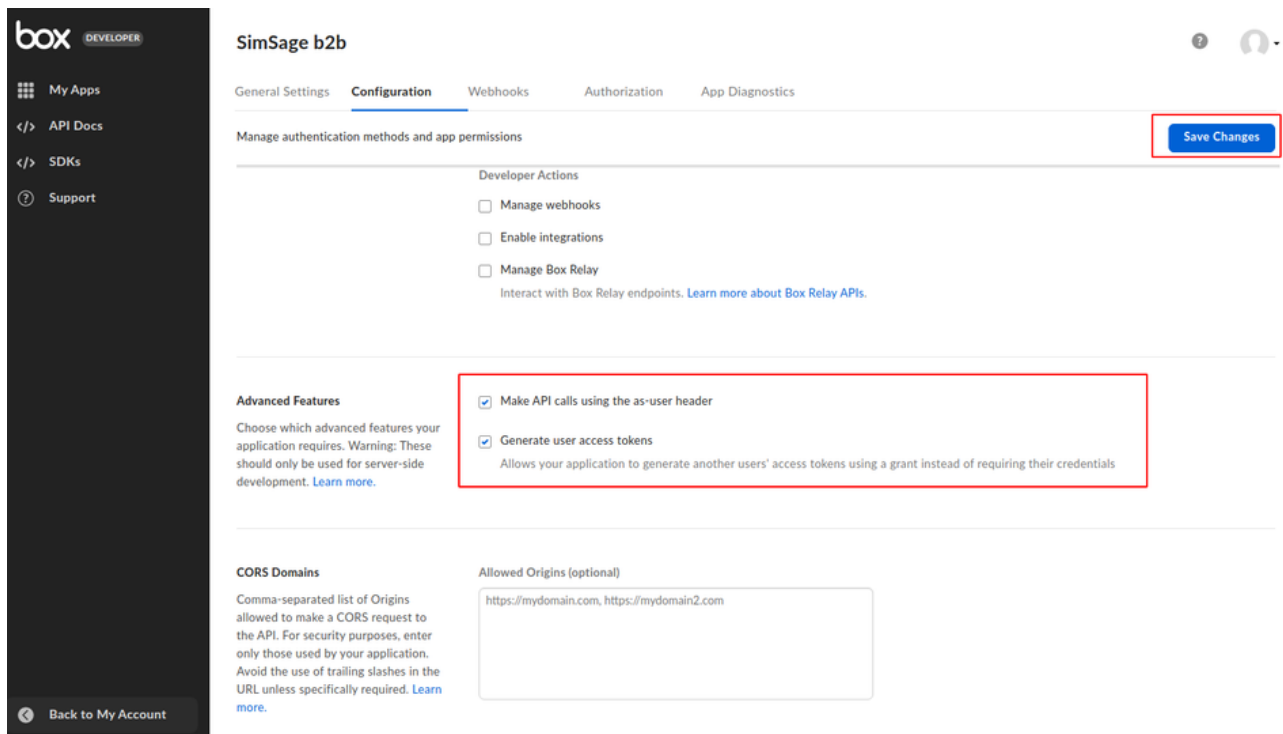 box DEVELOPER
My Apps
API Docs
SDKs
Support
Back to My Account
SimSage b2b
General Settings Configuration Webhooks Authorization App Diagnostics
Manage authentication methods and app permissions
Save Changes
Developer Actions
Manage webhooks
Enable integrations
Manage Box Relay
Interact with Box Relay endpoints. Learn more about Box Relay APIs.
Advanced Features
Choose which advanced features your
application requires. Warning: These
should only be used for server-side
development. Learn more.
Make API calls using the as-user header
Generate user access tokens
Allows your application to generate another users' access tokens using a grant instead of requiring their credentials
CORS Domains
Comma-separated list of Origins
allowed to make a CORS request to
the API. For security purposes, enter
only those used by your application.
Avoid the use of trailing slashes in the
URL unless specifically required. Learn
more.
Allowed Origins (optional)
https://mydomain.com, https://mydomain2.com